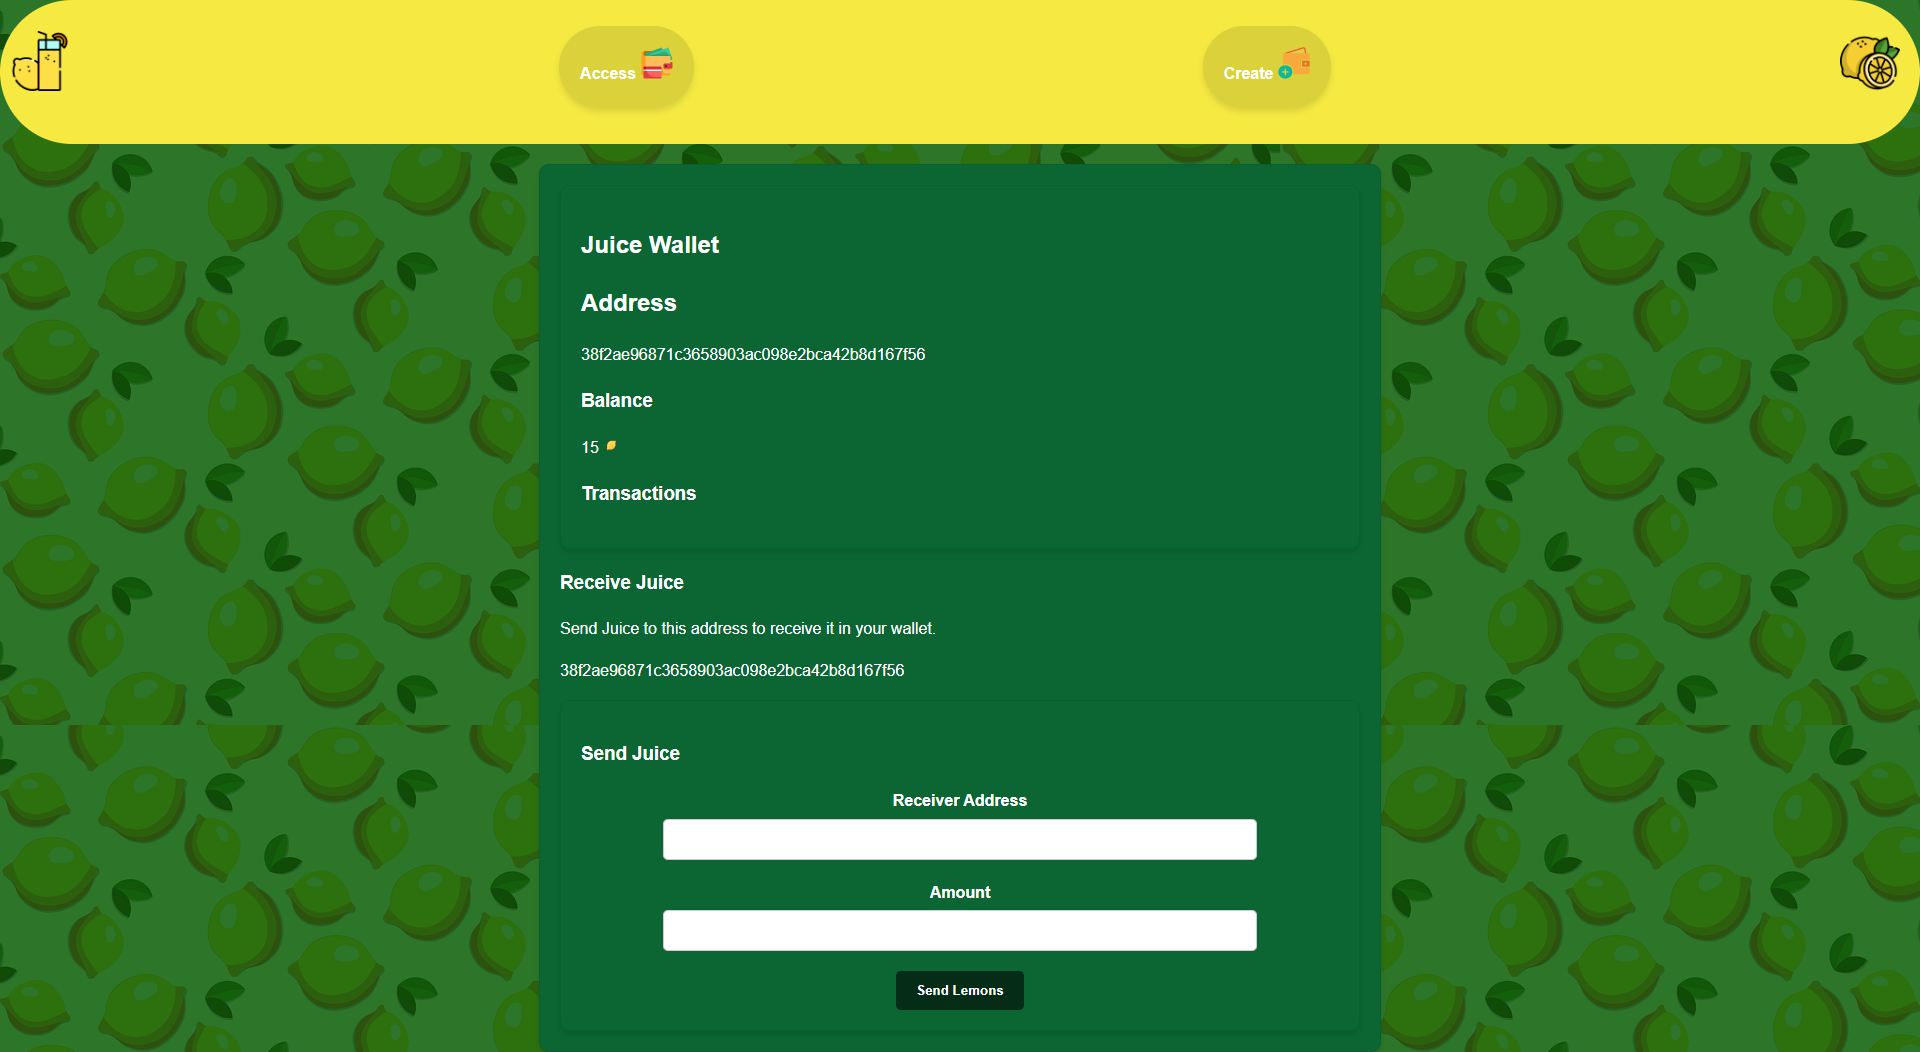 Access
Create
Juice Wallet
Address
38f2ae96871c3658903ac098e2bca42b8d167f56
Balance
15
Transactions
Receive Juice
Send Juice to this address to receive it in your wallet.
38f2ae96871c3658903ac098e2bca42b8d167f56
Send Juice
Receiver Address
Amount
Send Lemons